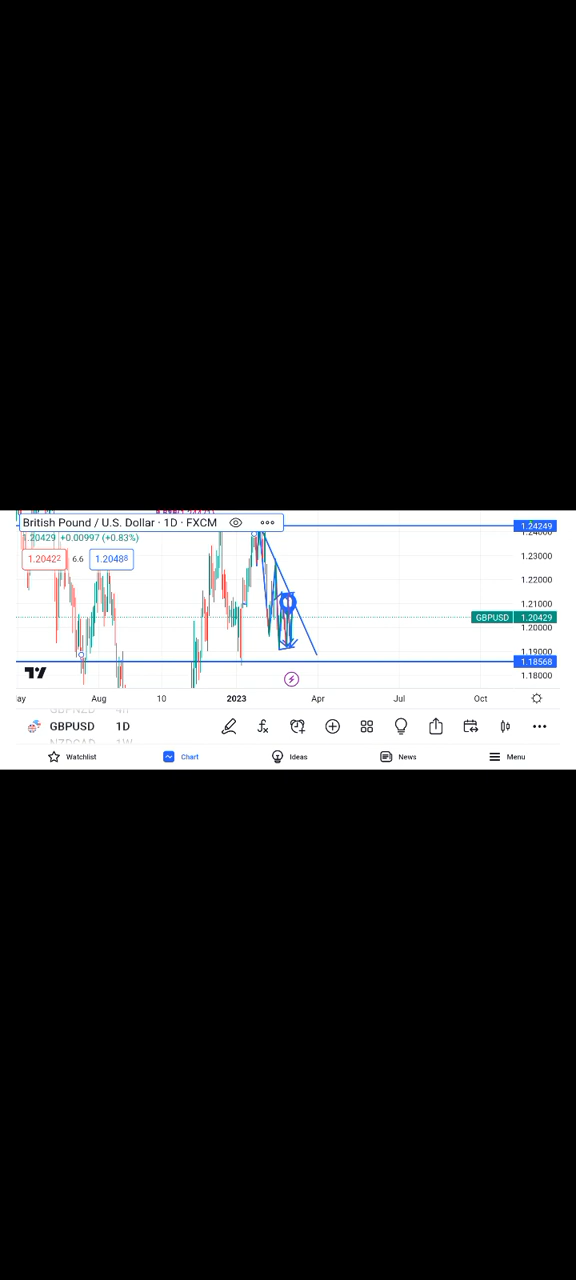 British Pound / U.S. Dollar · 1D · FXCM
1.24249
1.20429 +0.00997 (+0.83%)
1.20422 6.6 1.20488
1.23000
1.22000
1.21000
GBPUSD 1.20429
1.20000
1.19000
1.18568
1.18000
Aug 10 2023 Apr Jul Oct
GBPUSD 1D
Watchlist Chart Ideas News Menu